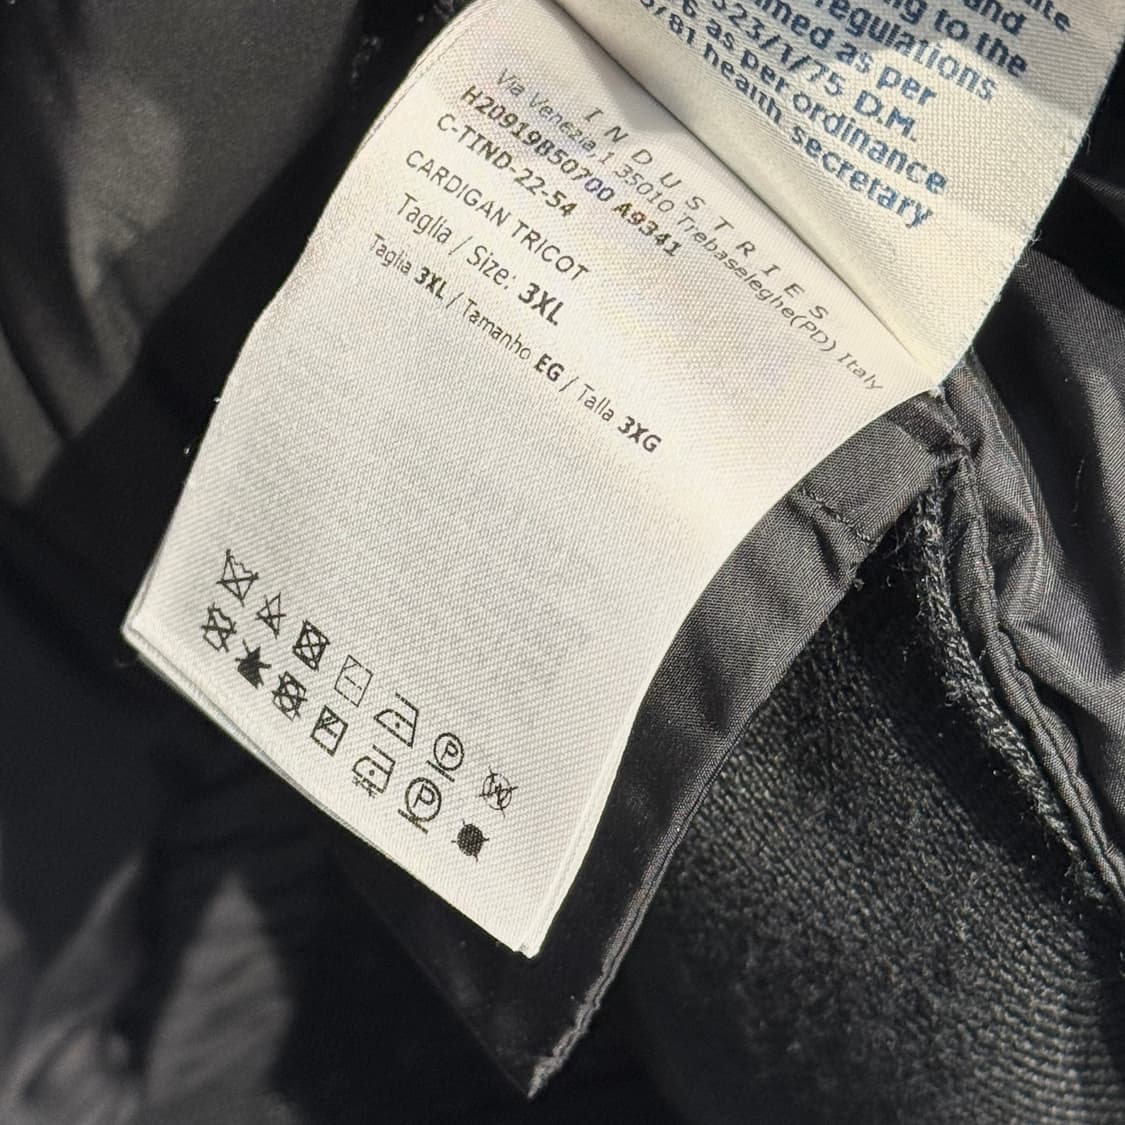 ite
and
ng to the
regulations
med as per
523/1/75 D.M.
6 as per ordinance
/81 health secretary
INDUSTRIES
Via Venezia,1 35010 Trebaseleghe(PD) Italy
H20919B50700 A9341
C-TIND-22-54
CARDIGAN TRICOT
Taglia / Size: 3XL
Taglia 3XL / Tamanho EG / Talla 3XG
P
W
P